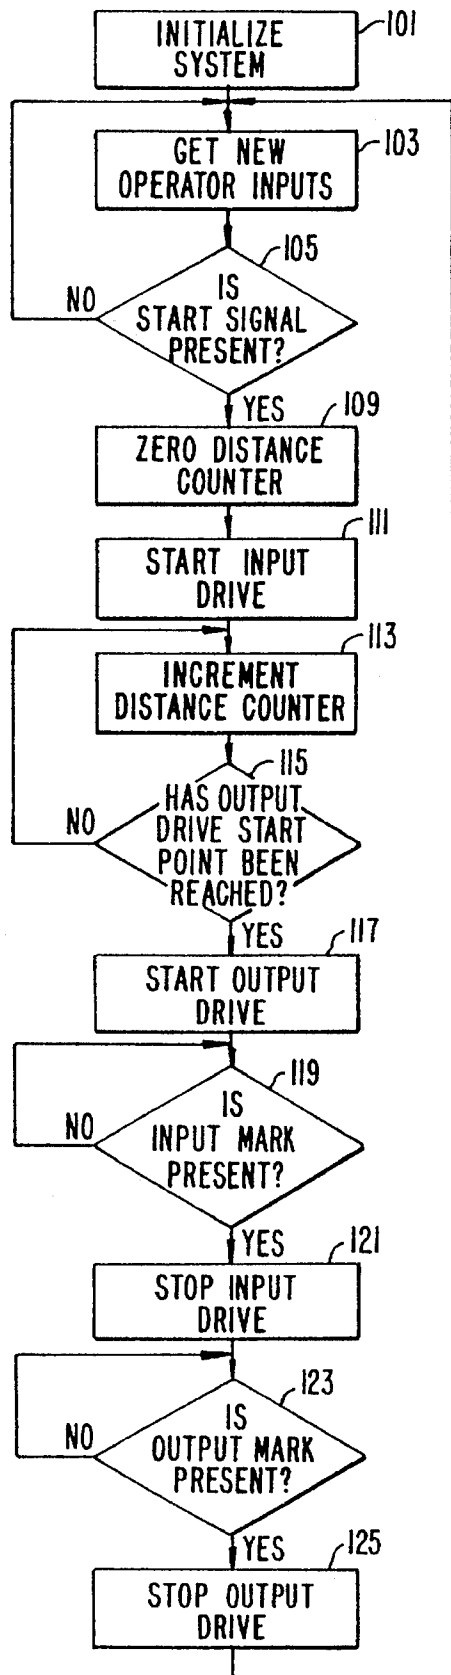 INITIALIZE
SYSTEM
101
GET NEW
OPERATOR INPUTS
103
105
IS
START SIGNAL
PRESENT?
NO
YES
109
ZERO DISTANCE
COUNTER
111
START INPUT
DRIVE
113
INCREMENT
DISTANCE COUNTER
115
HAS OUTPUT
DRIVE START
POINT BEEN
REACHED?
NO
YES
117
START OUTPUT
DRIVE
119
IS
INPUT MARK
PRESENT?
NO
YES
121
STOP INPUT
DRIVE
123
IS
OUTPUT MARK
PRESENT?
NO
YES
125
STOP OUTPUT
DRIVE